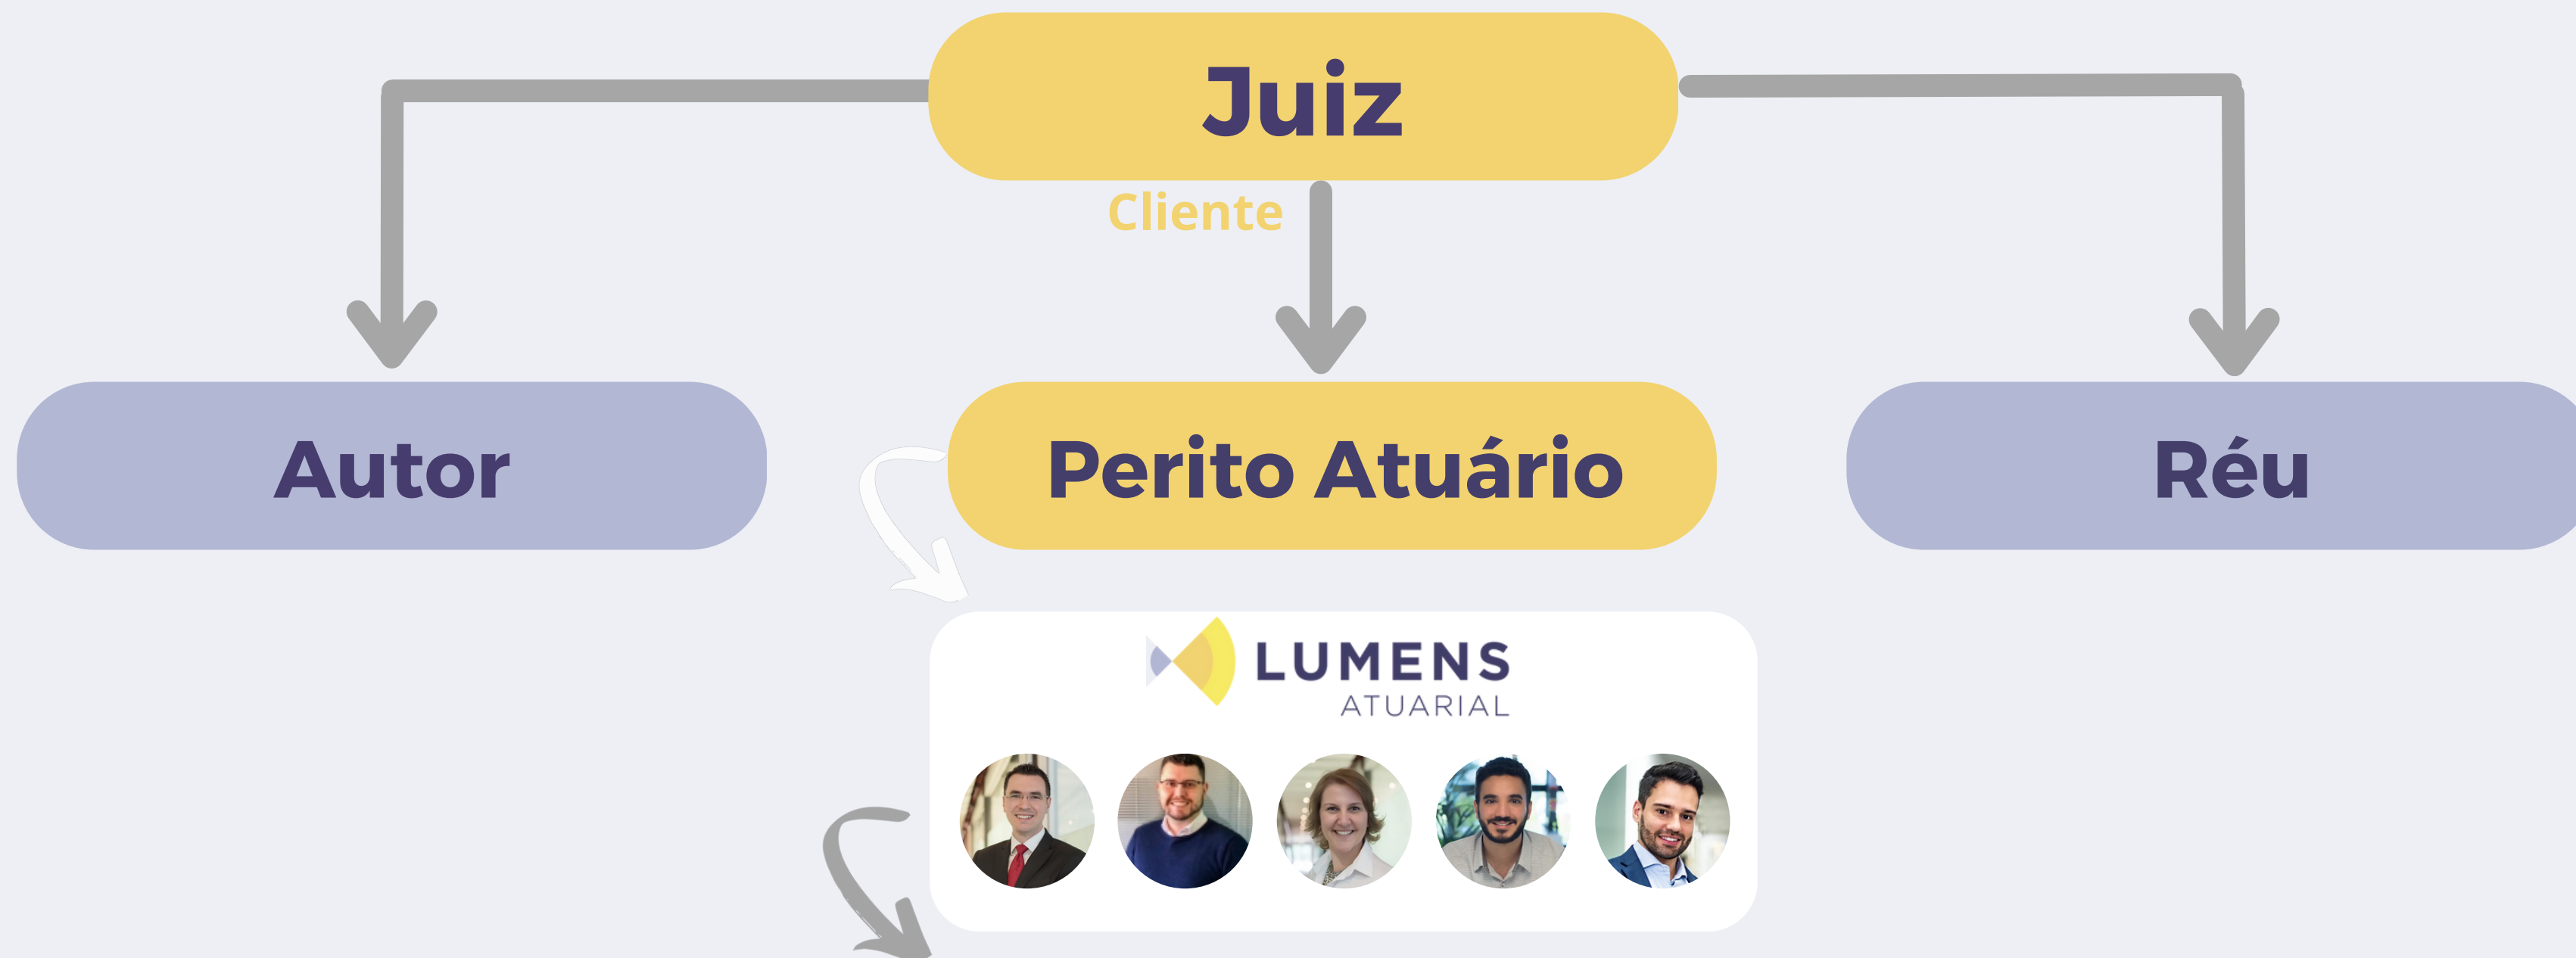 Juiz
Cliente
Autor
Perito Atuário
Réu
LUMENS
ATUARIAL